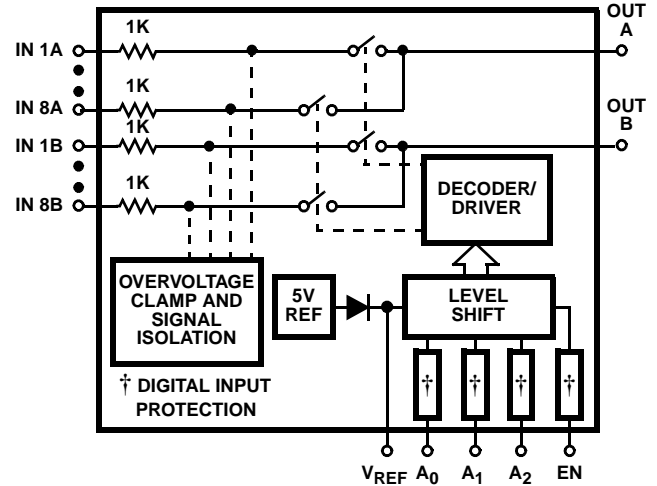 OUT
A
1K
IN 1A
1K
IN 8A
1K
OUT
B
IN 1B
1K
IN 8B
DECODER/
DRIVER
OVERVOLTAGE
CLAMP AND
SIGNAL
ISOLATION
5V
REF
LEVEL
SHIFT
† DIGITAL INPUT
PROTECTION
† † † †
VREF A0 A1 A2 EN